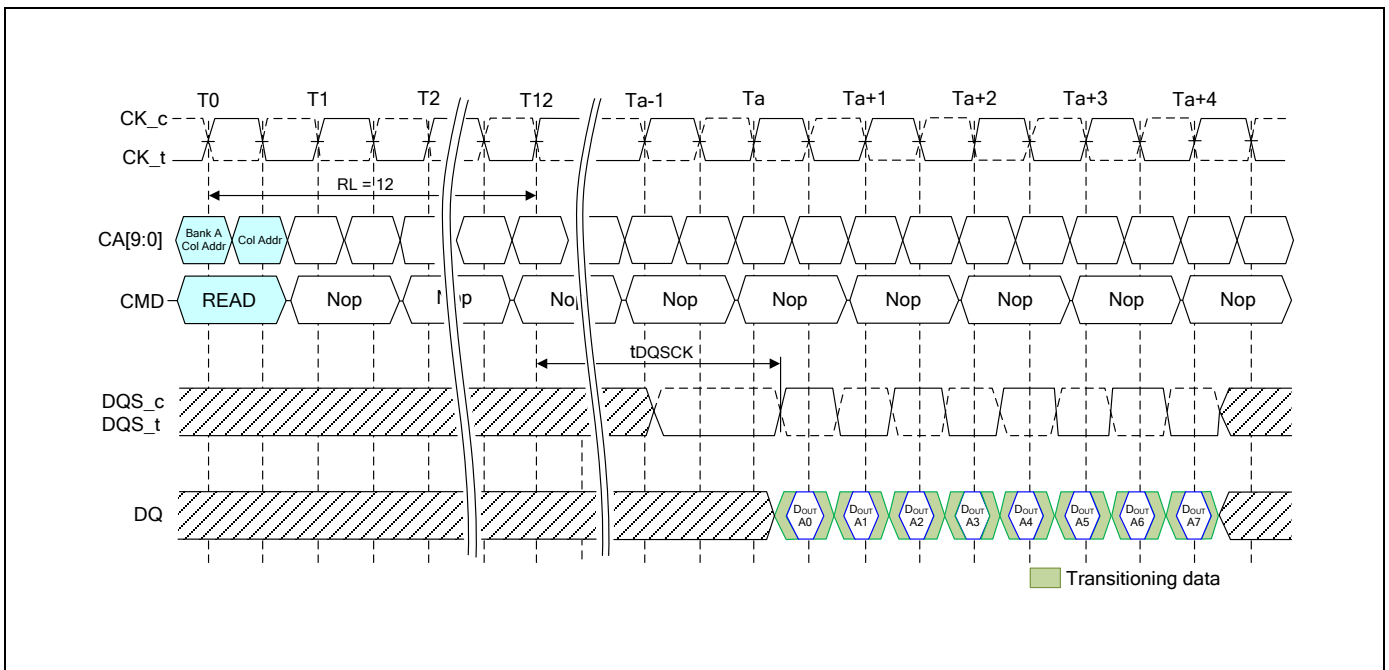 T0 T1 T2 T12 Ta-1 Ta Ta+1 Ta+2 Ta+3 Ta+4
CK_c
CK_t
RL = 12
CA[9:0]
Bank A
Col Addr
Col Addr
CMD
READ Nop Nop Nop Nop Nop Nop Nop Nop Nop
tDQSCK
DQS_c
DQS_t
DQ
DOUT DOUT DOUT DOUT DOUT DOUT DOUT DOUT
A0 A1 A2 A3 A4 A5 A6 A7
Transitioning data